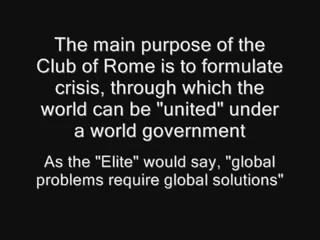 The main purpose of the
Club of Rome is to formulate
crisis, through which the
world can be "united" under
a world government
As the "Elite" would say, "global
problems require global solutions"